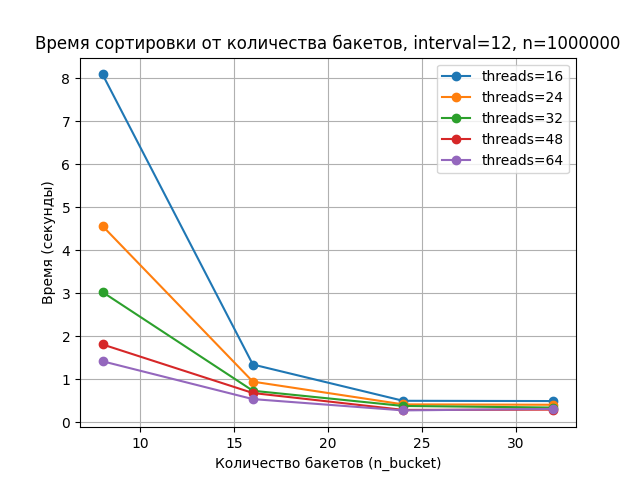 Время сортировки от количества бакетов, interval=12, n=1000000
threads=16
threads=24
threads=32
threads=48
threads=64
Время (секунды)
8
7
6
5
4
3
2
1
0
10
15
20
25
30
Количество бакетов (n_bucket)